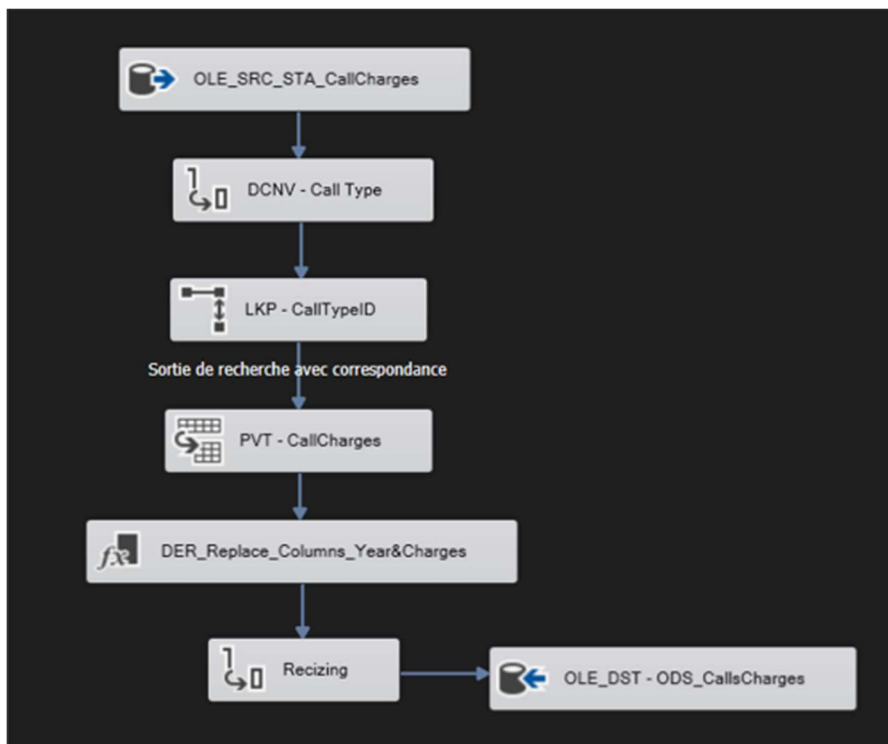 OLE_SRC_STA_CallCharges
DCNV - Call Type
LKP - CallTypeID
Sortie de recherche avec correspondance
PVT - CallCharges
DER_Replace_Columns_Year&Charges
Recizing
OLE_DST - ODS_CallsCharges